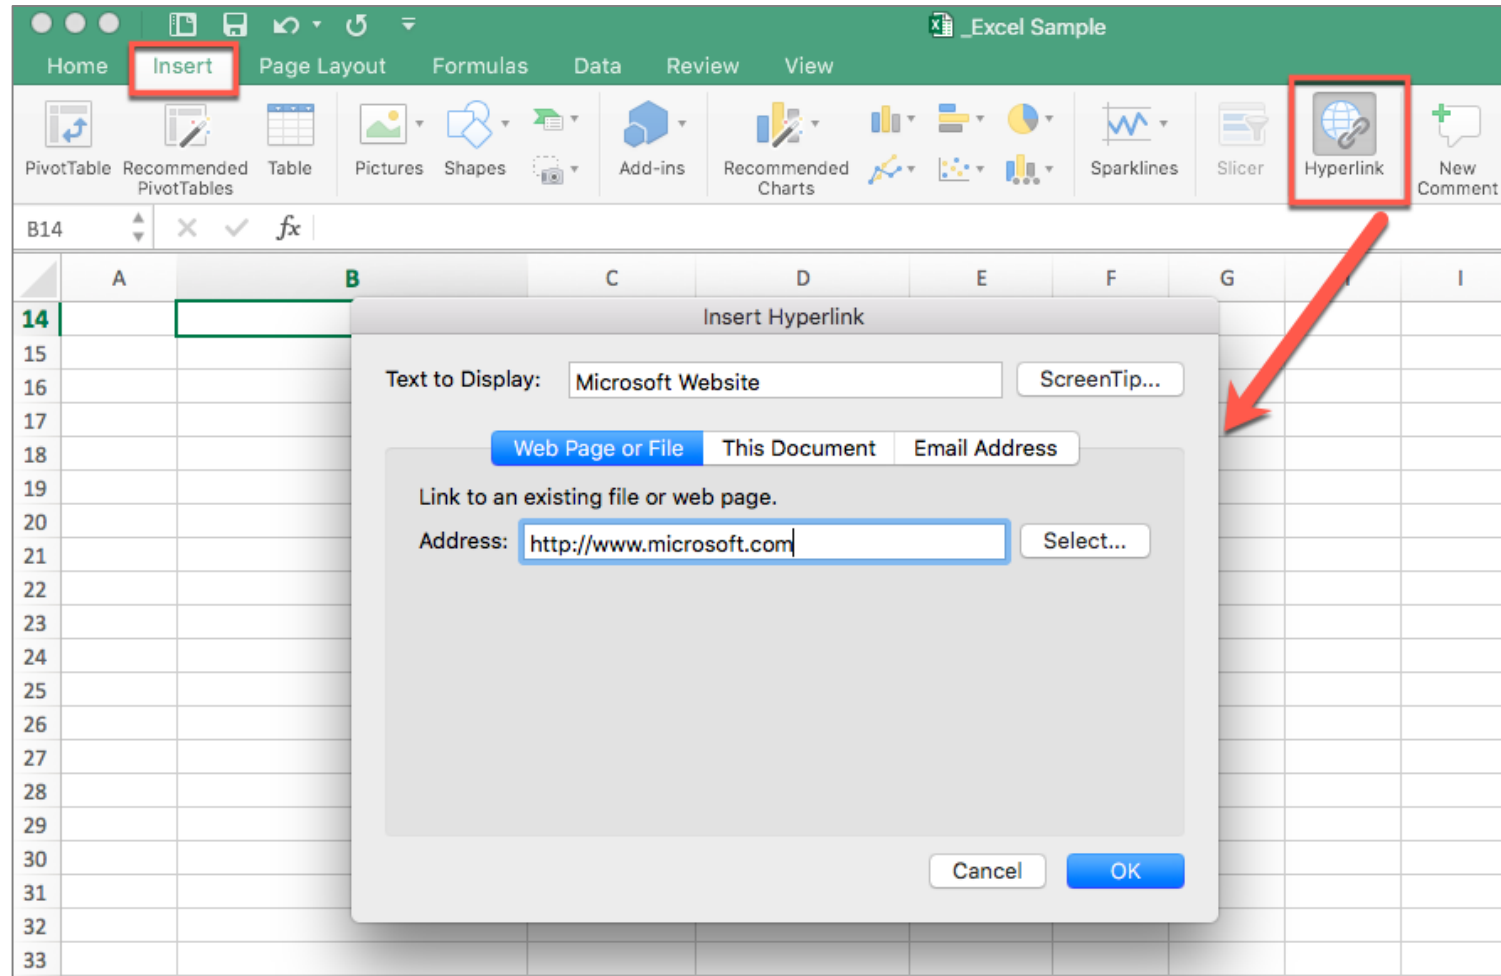 _Excel Sample
Home Insert Page Layout Formulas Data Review View
PivotTable Recommended PivotTables Table Pictures Shapes Add-ins Recommended Charts Sparklines Slicer Hyperlink New Comment
B14 fx
A B C D E F G I
14
Insert Hyperlink
15
Text to Display: Microsoft Website ScreenTip...
16
17
18
Web Page or File This Document Email Address
19
Link to an existing file or web page.
20
21
Address: http://www.microsoft.com Select...
22
23
24
25
26
27
28
29
30
Cancel OK
31
32
33